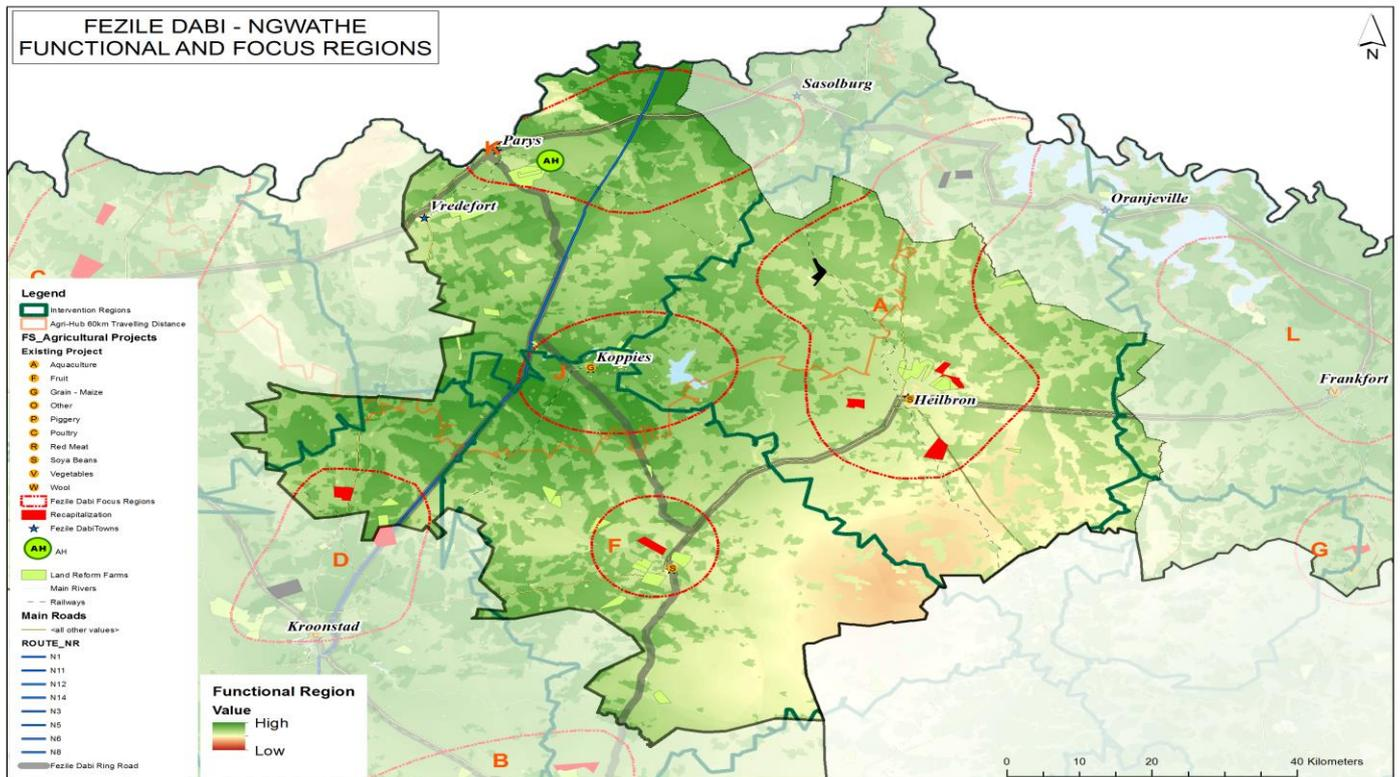 FEZILE DABI - NGWATHE
FUNCTIONAL AND FOCUS REGIONS
N
Sasolburg
K
Parys
AH
Vredefort
Oranjeville
C
A
L
J
Koppies
G
Frankfort
V
S
Heilbron
F
S
D
G
Kroonstad
B
Legend
Intervention Regions
Agri-Hub 60km Travelling Distance
FS_Agricultural Projects
Existing Project
A Aquaculture
F Fruit
G Grain - Maize
O Other
P Piggery
C Poultry
R Red Meat
S Soya Beans
V Vegetables
W Wool
Fezile Dabi Focus Regions
Recapitalization
Fezile DabiTowns
AH AH
Land Reform Farms
Main Rivers
Railways
Main Roads
<all other values>
ROUTE_NR
N1
N11
N12
N14
N3
N5
N6
N8
Fezile Dabi Ring Road
Functional Region
Value
High
Low
0 10 20 40 Kilometers